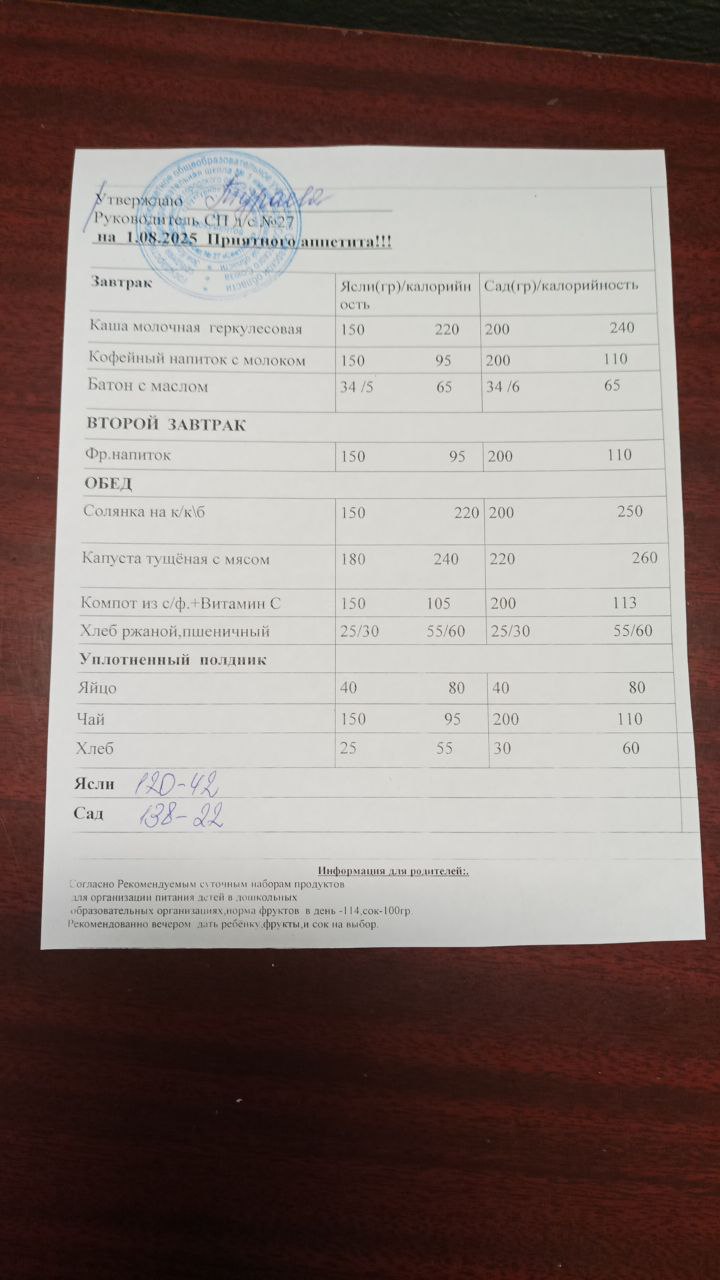 Утверждаю
Руководитель СП д/с №27
на 1.08.2025 Приятного аппетита!!!
Завтрак Ясли(гр)/калорийн ость Сад(гр)/калорийность
Каша молочная геркулесовая 150 220 200 240
Кофейный напиток с молоком 150 95 200 110
Батон с маслом 34 /5 65 34 /6 65
ВТОРОЙ ЗАВТРАК
Фр.напиток 150 95 200 110
ОБЕД
Солянка на к/к\б 150 220 200 250
Капуста тущёная с мясом 180 240 220 260
Компот из с/ф.+Витамин С 150 105 200 113
Хлеб ржаной,пшеничный 25/30 55/60 25/30 55/60
Уплотненный полдник
Яйцо 40 80 40 80
Чай 150 95 200 110
Хлеб 25 55 30 60
Ясли 120-42
Сад 138-22
Информация для родителей:.
Согласно Рекомендуемым суточным наборам продуктов
для организации питания детей в дошкольных
образовательных организациях,норма фруктов в день -114,сок-100гр.
Рекомендованно вечером дать ребёнку,фрукты,и сок на выбор.